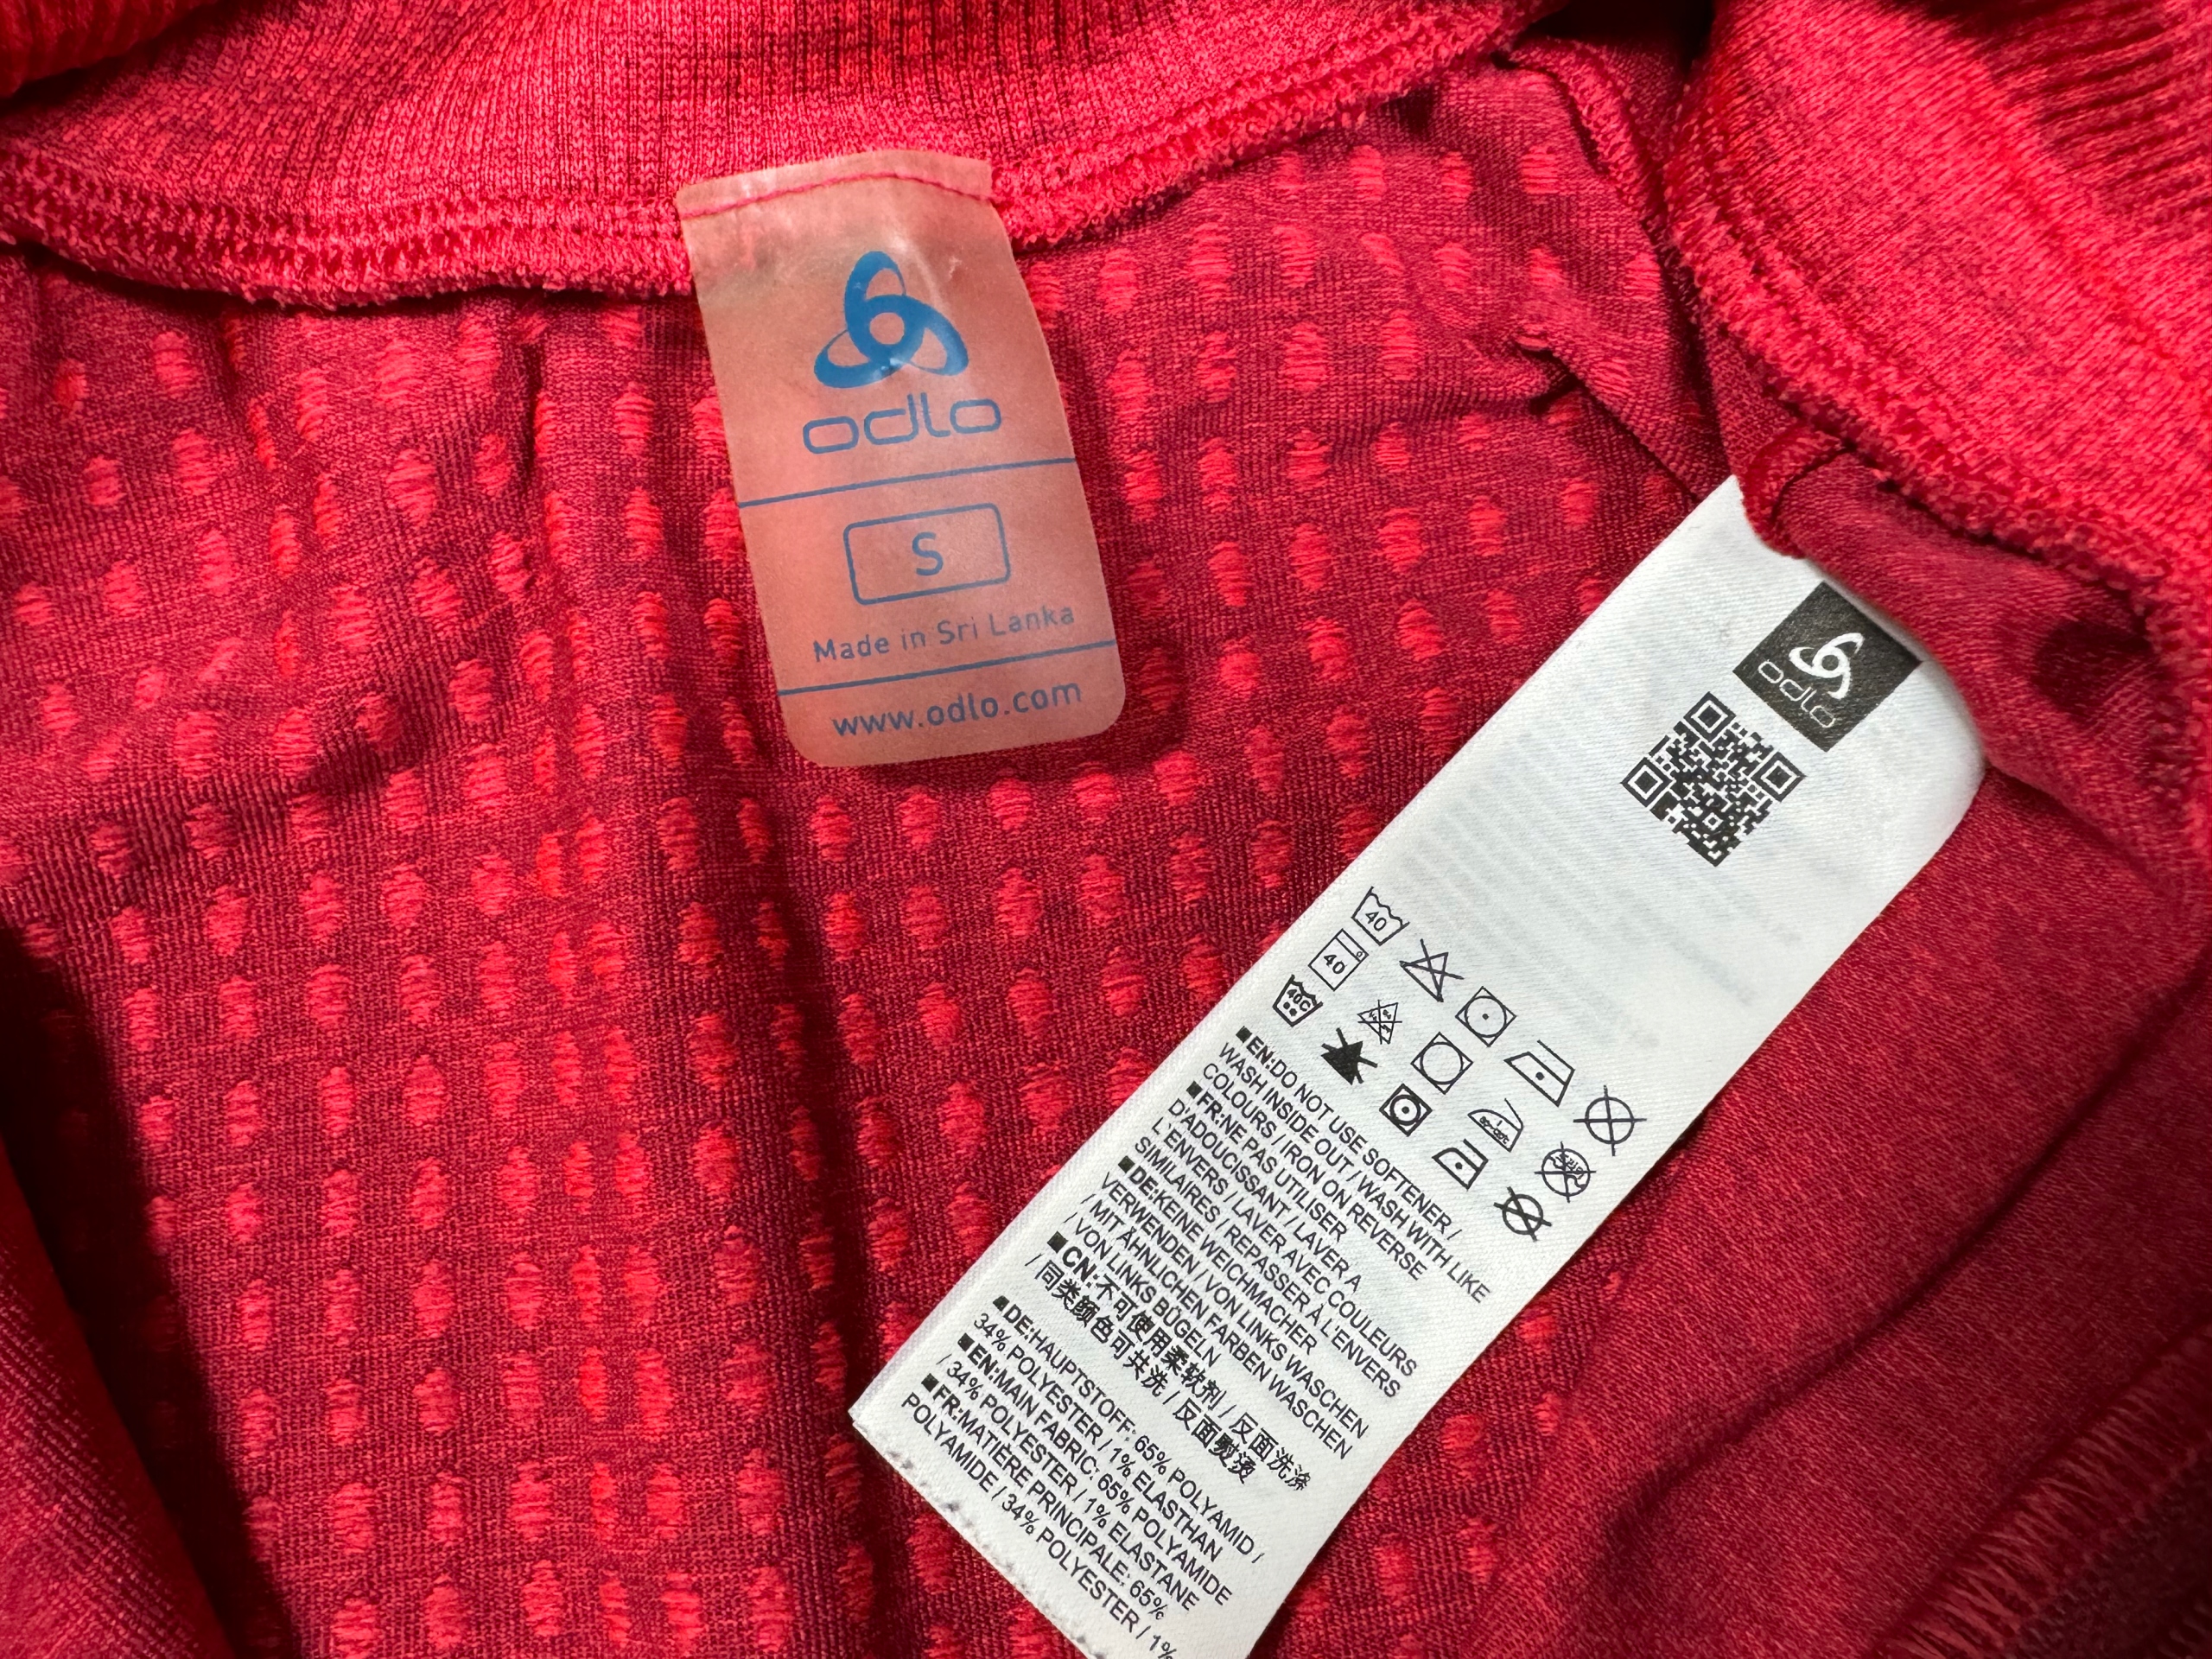 odlo
S
Made in Sri Lanka
www.odlo.com
odlo
40
40
40C
■EN:DO NOT USE SOFTENER /
WASH INSIDE OUT / WASH WITH LIKE
COLOURS / IRON ON REVERSE
■FR:NE PAS UTILISER
D'ADOUCISSANT / LAVER A
L'ENVERS / LAVER AVEC COULEURS
SIMILAIRES / REPASSER À L'ENVERS
■DE:KEINE WEICHMACHER
VERWENDEN / VON LINKS WASCHEN
/ MIT ÄHNLICHEN FARBEN WASCHEN
/ VON LINKS BÜGELN
■CN:不可使用柔软剂 / 反面洗涤
/ 同类颜色可共洗 / 反面熨烫
■DE:HAUPTSTOFF: 65% POLYAMID /
34% POLYESTER / 1% ELASTHAN
■EN:MAIN FABRIC: 65% POLYAMIDE
/ 34% POLYESTER / 1% ELASTANE
■FR:MATIÈRE PRINCIPALE: 65%
POLYAMIDE / 34% POLYESTER / 1%